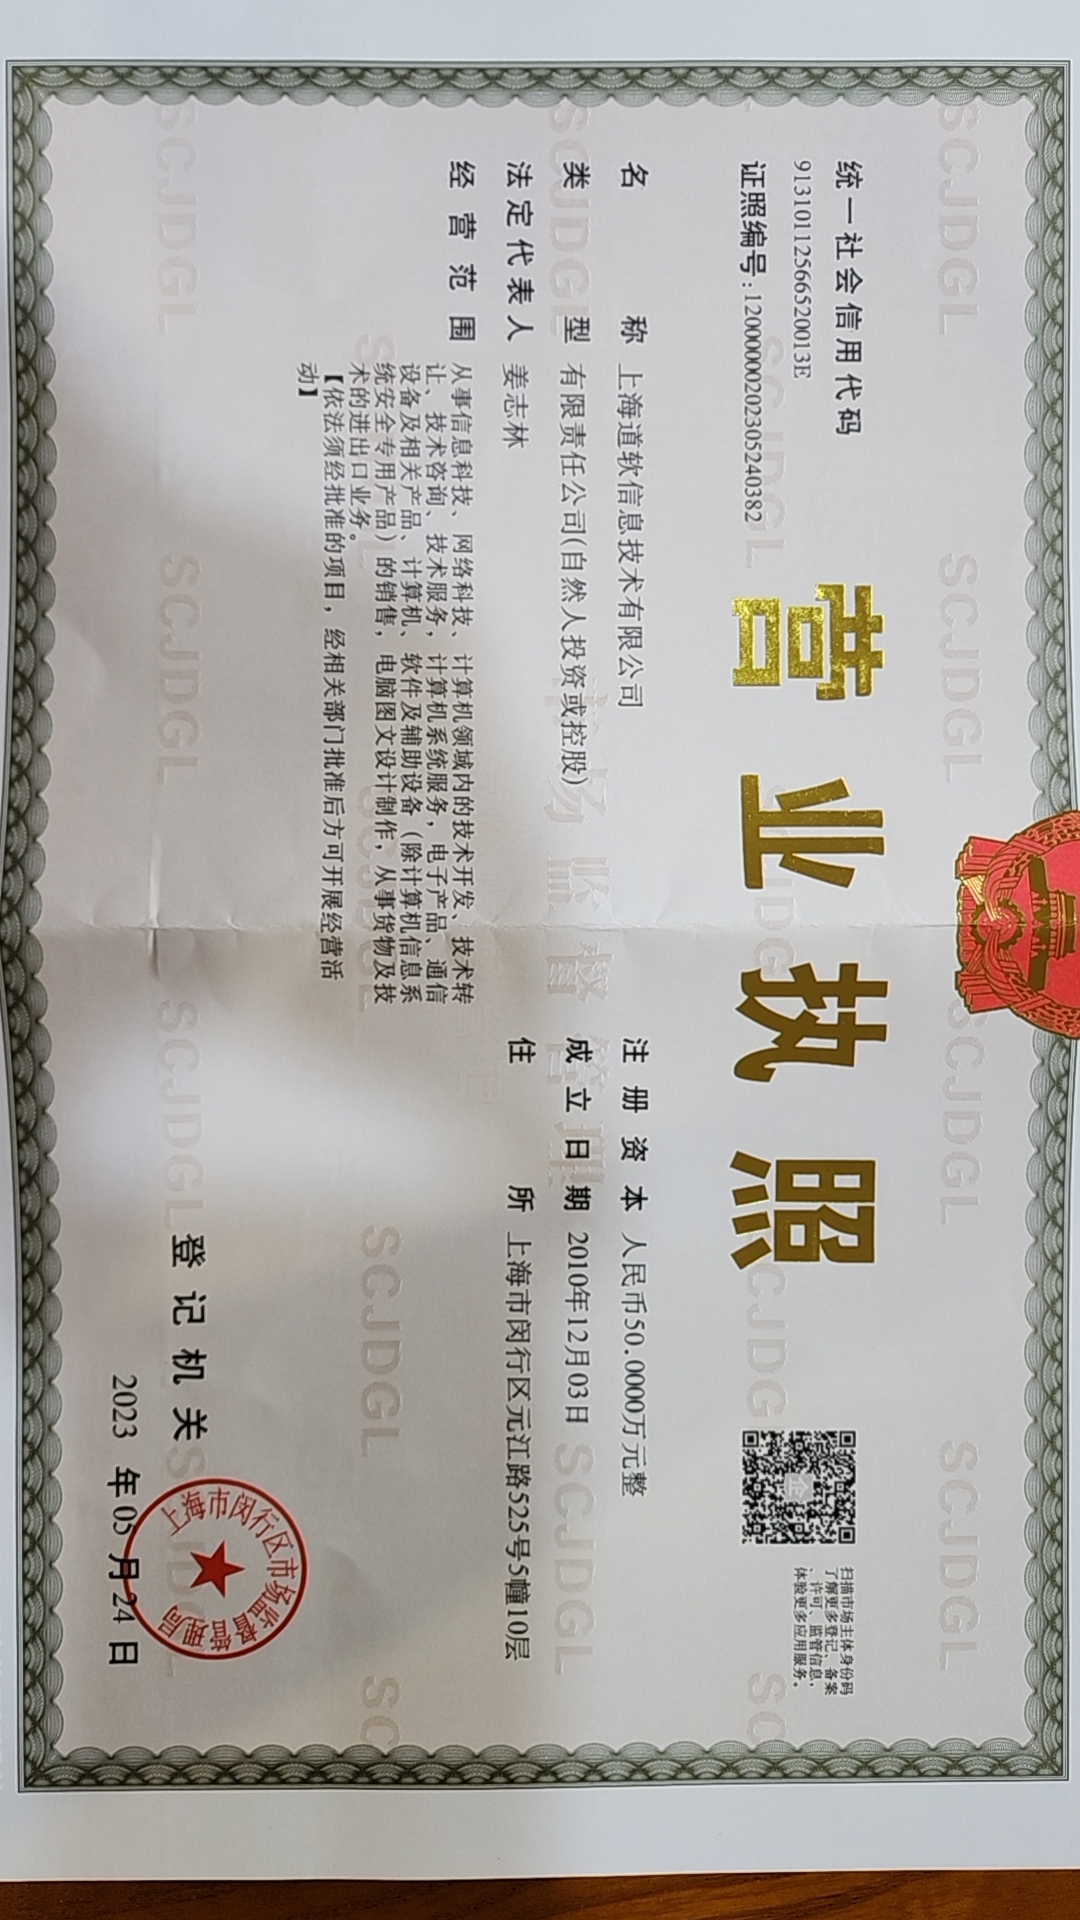 营业执照
统一社会信用代码
91310112566520013E
证照编号:12000000202305240382
扫描市场主体身份码
了解更多登记、备案
、许可、监管信息,
体验更多应用服务。
名称 上海道软信息技术有限公司
类型 有限责任公司(自然人投资或控股)
法定代表人 姜志林
经营范围 从事信息科技、网络科技、计算机领域内的技术开发、技术转
让、技术咨询、技术服务,计算机系统服务,电子产品、通信
设备及相关产品、计算机、软件及辅助设备(除计算机信息系
统安全专用产品)的销售,电脑图文设计制作,从事货物及技
术的进出口业务。
【依法须经批准的项目,经相关部门批准后方可开展经营活
动】
注册资本 人民币50.0000万元整
成立日期 2010年12月03日
住所 上海市闵行区元江路525号5幢10层
登记机关
上海市闵行区市场监督管理局
2023 年05 月24 日
SCJDGL
市场监督管理